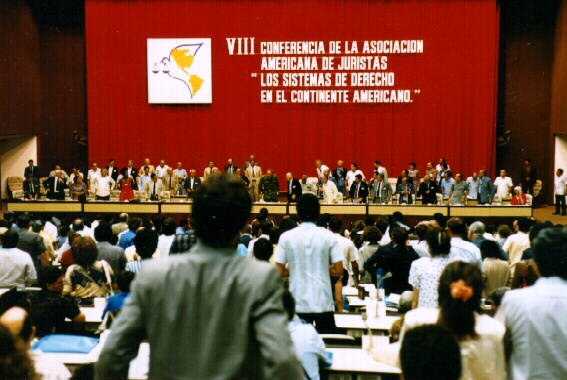 VIII CONFERENCIA DE LA ASOCIACION
AMERICANA DE JURISTAS
" LOS SISTEMAS DE DERECHO
EN EL CONTINENTE AMERICANO."